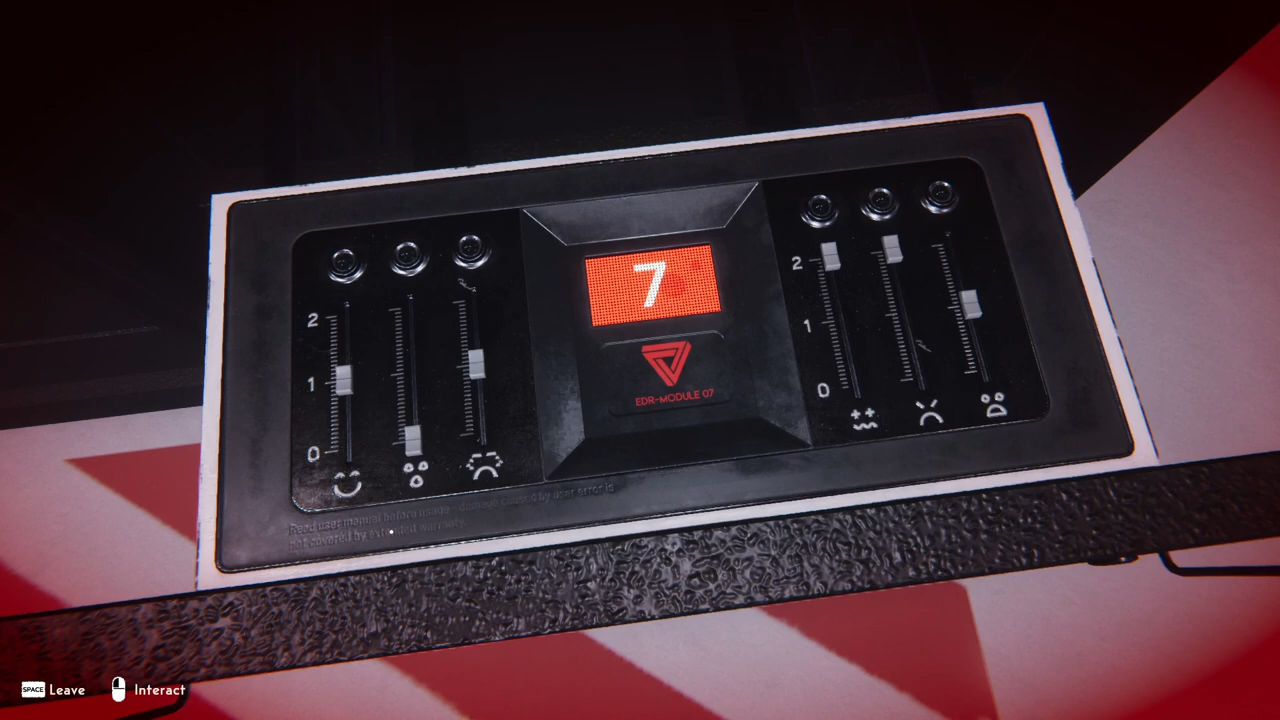 7
EDR-MODULE 07
2
1
0
2
1
0
Read user manual before usage - damage caused by user error is
not covered by extended warranty.
SPACE Leave
Interact